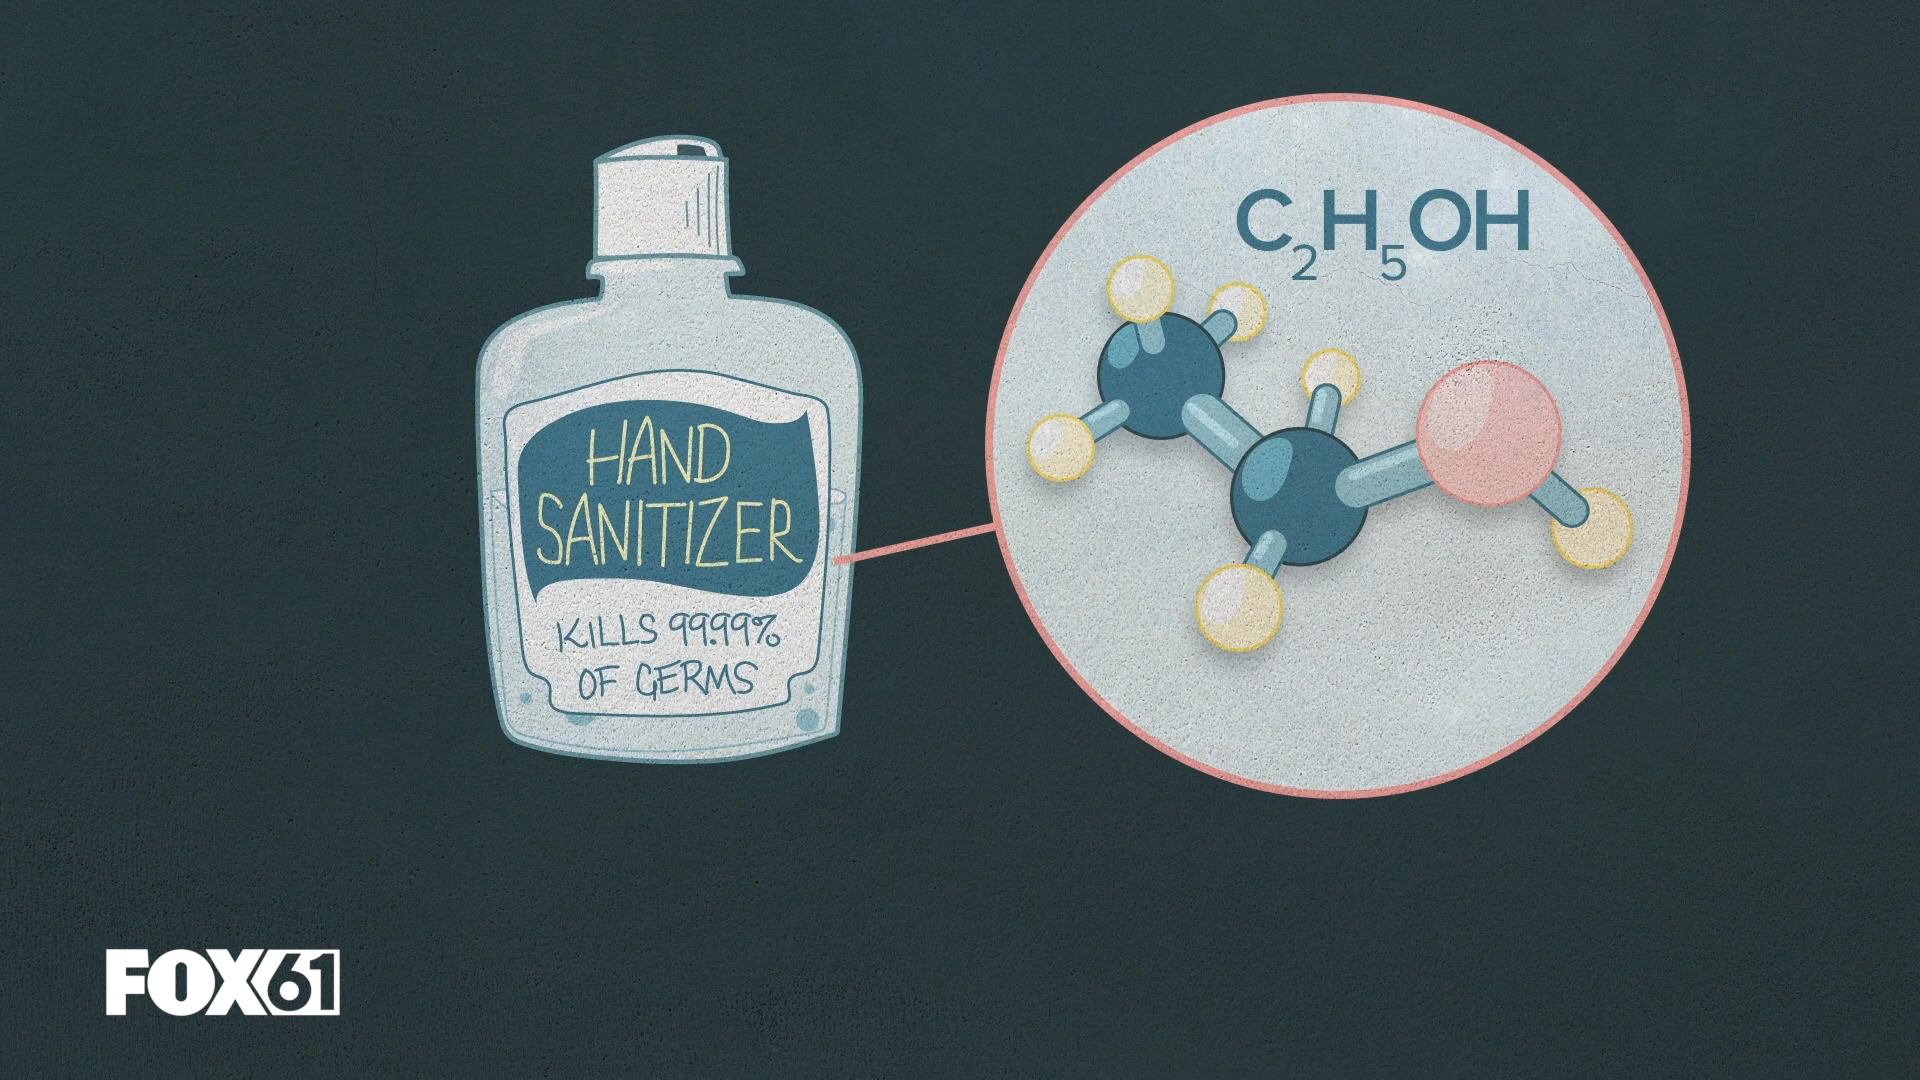 HAND
SANITIZER
KILLS 99.99%
OF GERMS
C₂H₅OH
FOX61